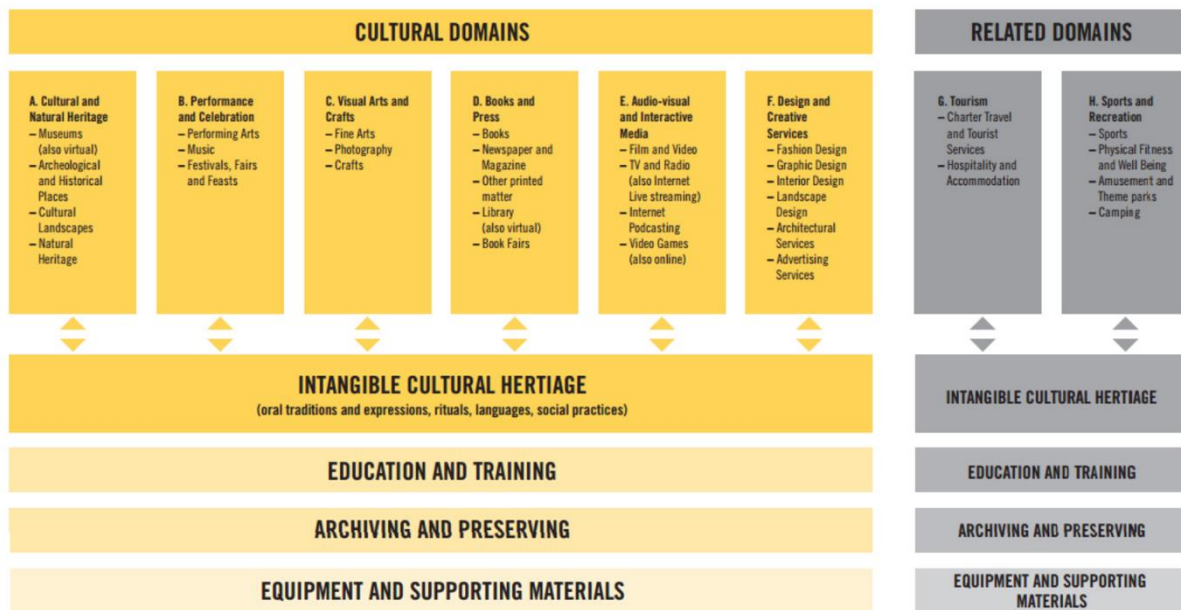 CULTURAL DOMAINS
RELATED DOMAINS
A. Cultural and
Natural Heritage
– Museums
(also virtual)
– Archeological
and Historical
Places
– Cultural
Landscapes
– Natural
Heritage
B. Performance
and Celebration
– Performing Arts
– Music
– Festivals, Fairs
and Feasts
C. Visual Arts and
Crafts
– Fine Arts
– Photography
– Crafts
D. Books and
Press
– Books
– Newspaper and
Magazine
– Other printed
matter
– Library
(also virtual)
– Book Fairs
E. Audio-visual
and Interactive
Media
– Film and Video
– TV and Radio
(also Internet
Live streaming)
– Internet
Podcasting
– Video Games
(also online)
F. Design and
Creative
Services
– Fashion Design
– Graphic Design
– Interior Design
– Landscape
Design
– Architectural
Services
– Advertising
Services
G. Tourism
– Charter Travel
and Tourist
Services
– Hospitality and
Accommodation
H. Sports and
Recreation
– Sports
– Physical Fitness
and Well Being
– Amusement and
Theme parks
– Camping
INTANGIBLE CULTURAL HERTIAGE
(oral traditions and expressions, rituals, languages, social practices)
INTANGIBLE CULTURAL HERTIAGE
EDUCATION AND TRAINING
EDUCATION AND TRAINING
ARCHIVING AND PRESERVING
ARCHIVING AND PRESERVING
EQUIPMENT AND SUPPORTING MATERIALS
EQUIPMENT AND SUPPORTING
MATERIALS